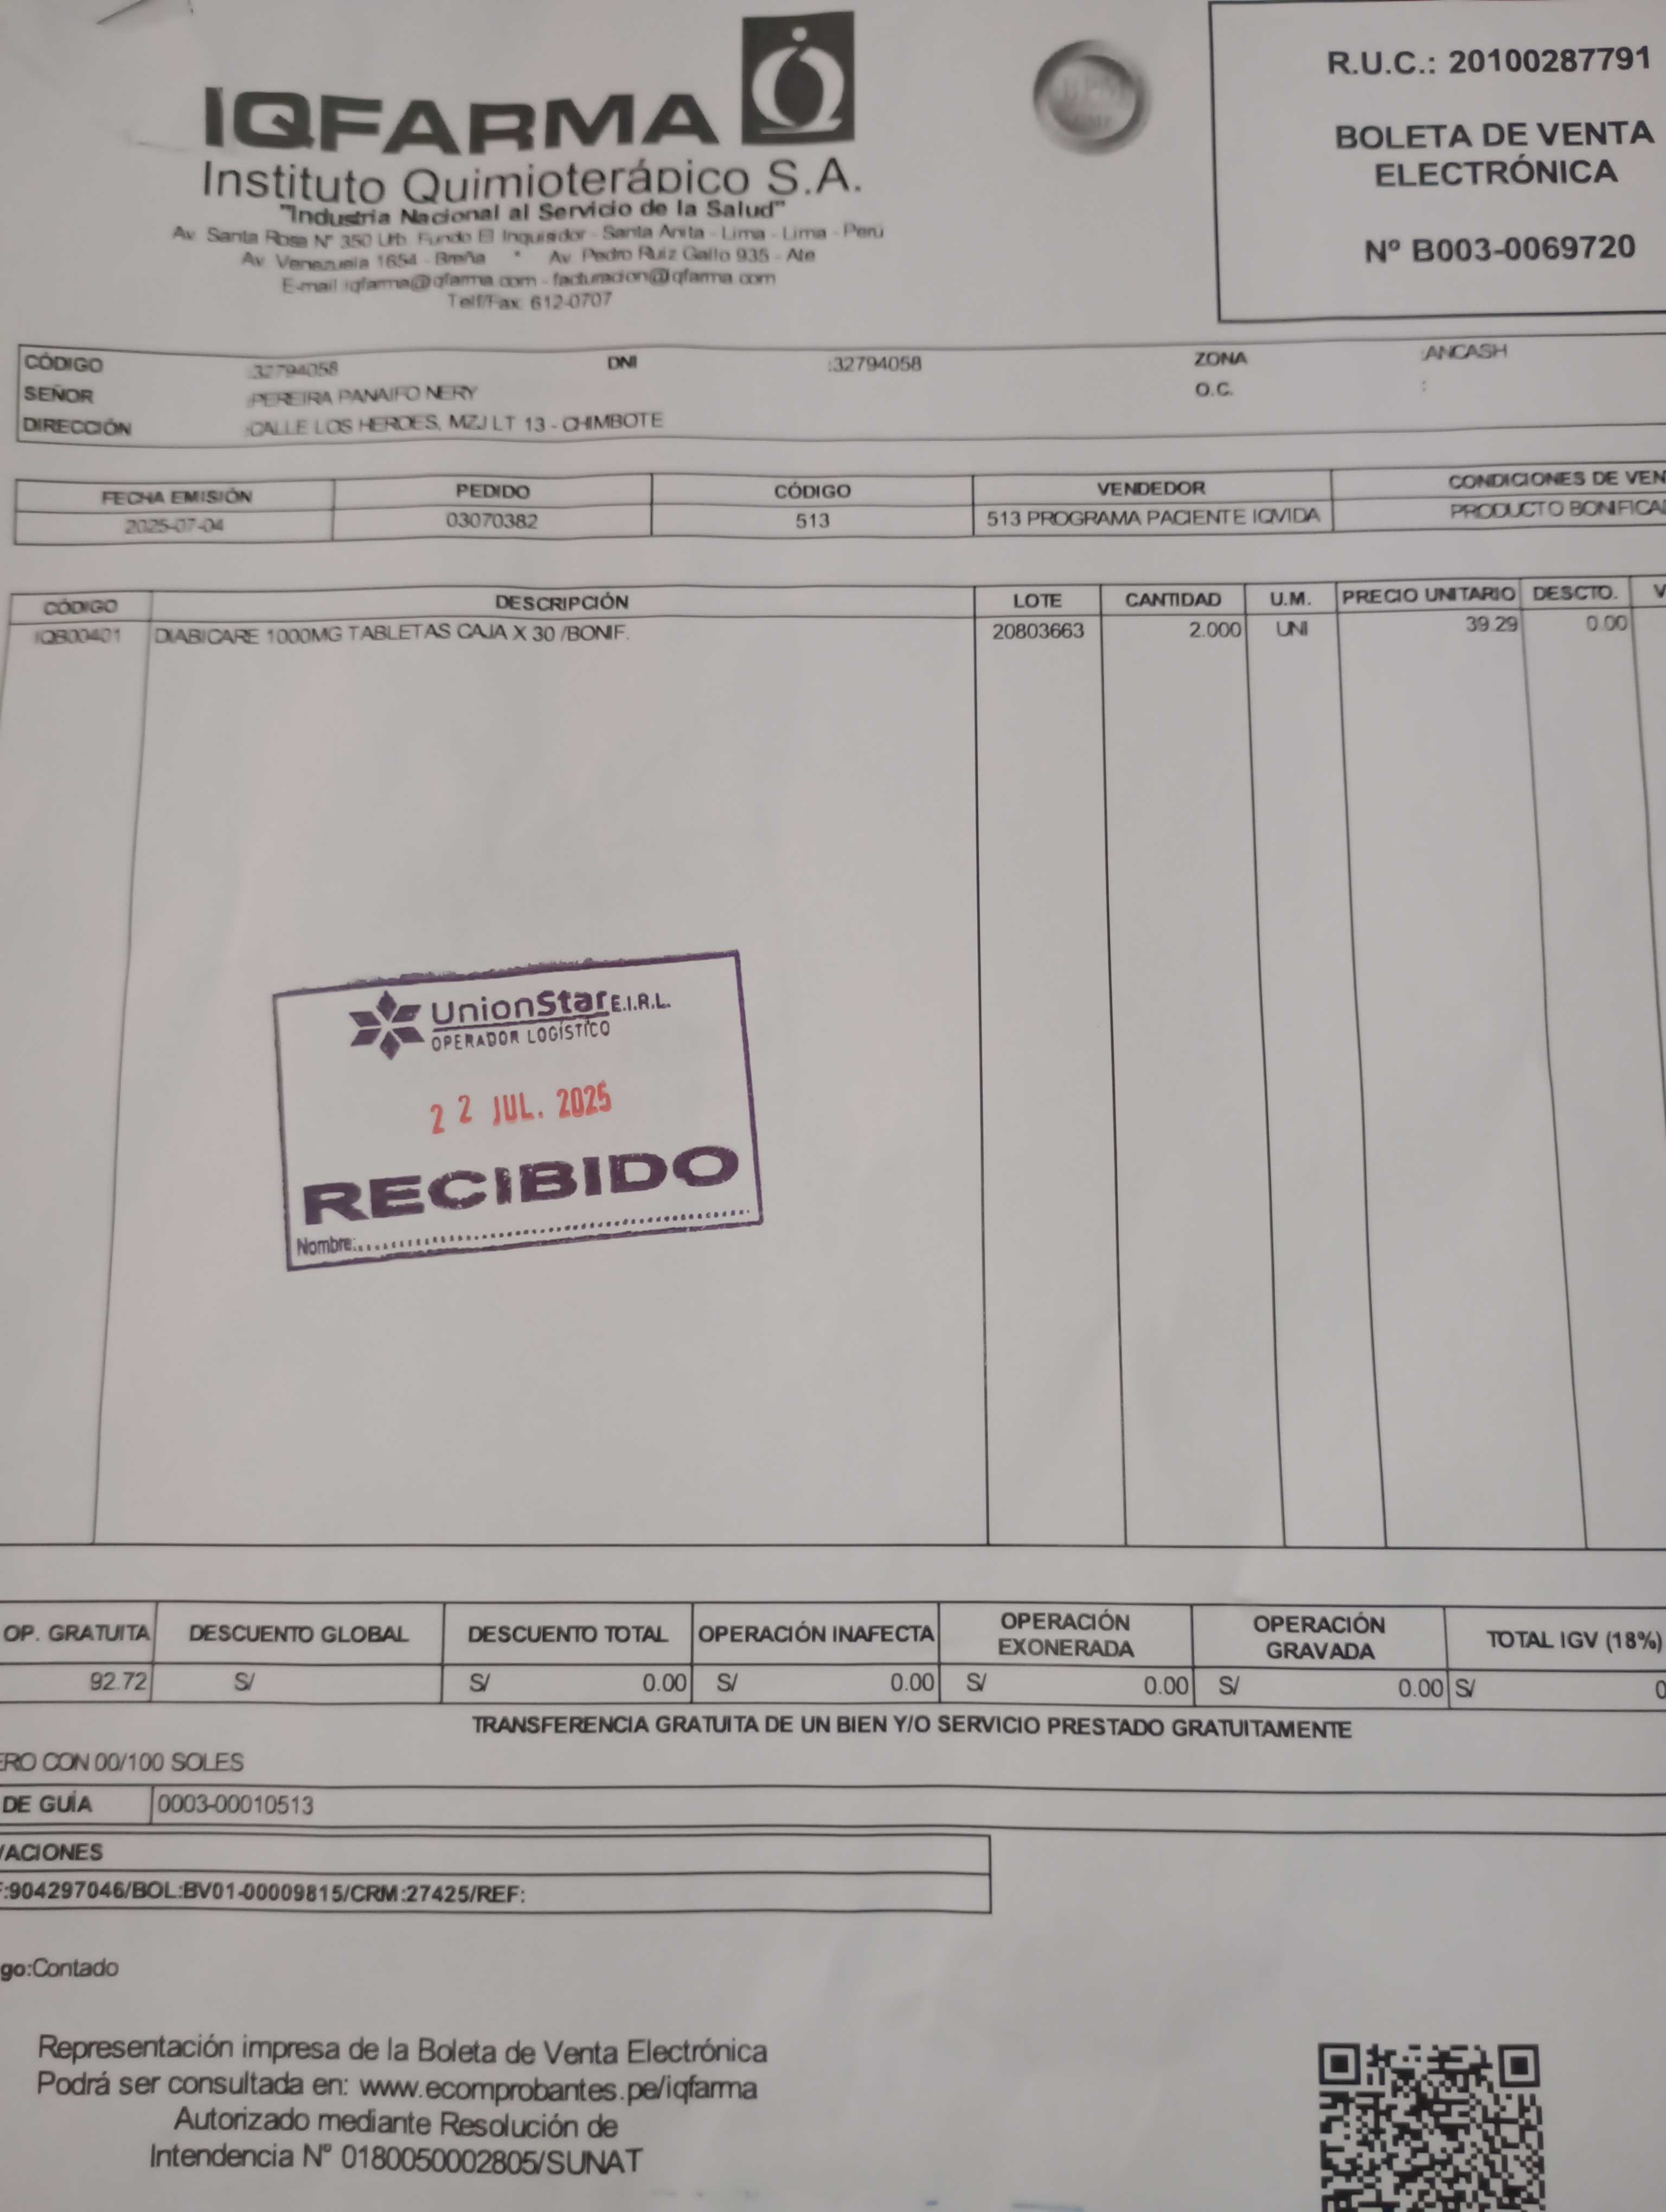 IQFARMA
Instituto Quimioterápico S.A.
"Industria Nacional al Servicio de la Salud"
Av. Santa Rosa Nº 350 Urb. Fundo El Inquisidor - Santa Anita - Lima - Lima - Perú
Av. Venezuela 1654 - Breña * Av. Pedro Ruiz Gallo 935 - Ate
E-mail: iqfarma@iqfarma.com - facturacion@iqfarma.com
Telf/Fax: 612-0707
R.U.C.: 20100287791
BOLETA DE VENTA
ELECTRÓNICA
Nº B003-0069720
CÓDIGO :32794058 DNI :32794058 ZONA :ANCASH
SEÑOR :PEREIRA PANAIFO NERY O.C. :
DIRECCIÓN :CALLE LOS HEROES, MZJ LT 13 - CHIMBOTE
FECHA EMISIÓN PEDIDO CÓDIGO VENDEDOR CONDICIONES DE VEN
2025-07-04 03070382 513 513 PROGRAMA PACIENTE IQVIDA PRODUCTO BONIFICA
CÓDIGO DESCRIPCIÓN LOTE CANTIDAD U.M. PRECIO UNITARIO DESCTO. V
IQB00401 DIABICARE 1000MG TABLETAS CAJA X 30 /BONIF. 20803663 2.000 UNI 39.29 0.00
UnionStar E.I.R.L.
OPERADOR LOGÍSTICO
22 JUL. 2025
RECIBIDO
Nombre:
OP. GRATUITA DESCUENTO GLOBAL DESCUENTO TOTAL OPERACIÓN INAFECTA OPERACIÓN EXONERADA OPERACIÓN GRAVADA TOTAL IGV (18%)
92.72 S/ S/ 0.00 S/ 0.00 S/ 0.00 S/ 0.00 S/ 0
TRANSFERENCIA GRATUITA DE UN BIEN Y/O SERVICIO PRESTADO GRATUITAMENTE
ERO CON 00/100 SOLES
DE GUÍA 0003-00010513
VACIONES
:904297046/BOL:BV01-00009815/CRM:27425/REF:
go:Contado
Representación impresa de la Boleta de Venta Electrónica
Podrá ser consultada en: www.ecomprobantes.pe/iqfarma
Autorizado mediante Resolución de
Intendencia Nº 0180050002805/SUNAT